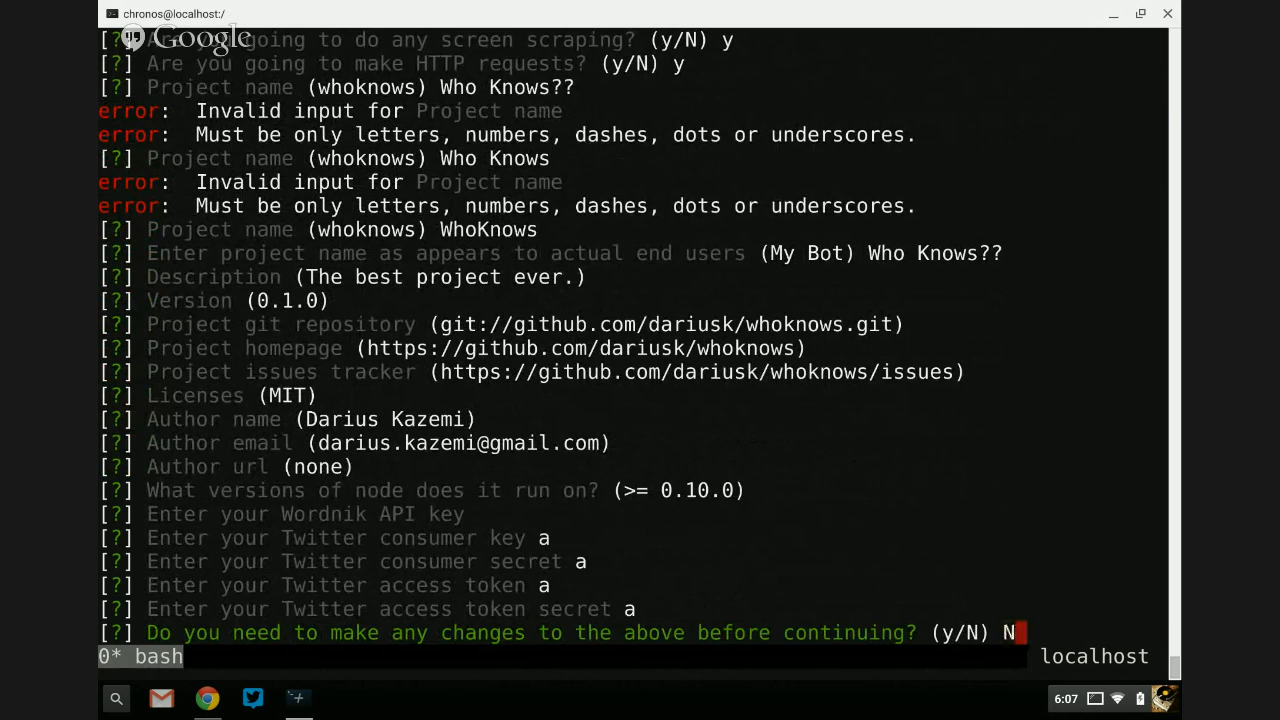 chronos@localhost:/
Google
[?] Are you going to do any screen scraping? (y/N) y
[?] Are you going to make HTTP requests? (y/N) y
[?] Project name (whoknows) Who Knows??
error:  Invalid input for Project name
error:  Must be only letters, numbers, dashes, dots or underscores.
[?] Project name (whoknows) Who Knows
error:  Invalid input for Project name
error:  Must be only letters, numbers, dashes, dots or underscores.
[?] Project name (whoknows) WhoKnows
[?] Enter project name as appears to actual end users (My Bot) Who Knows??
[?] Description (The best project ever.)
[?] Version (0.1.0)
[?] Project git repository (git://github.com/dariusk/whoknows.git)
[?] Project homepage (https://github.com/dariusk/whoknows)
[?] Project issues tracker (https://github.com/dariusk/whoknows/issues)
[?] Licenses (MIT)
[?] Author name (Darius Kazemi)
[?] Author email (darius.kazemi@gmail.com)
[?] Author url (none)
[?] What versions of node does it run on? (>= 0.10.0)
[?] Enter your Wordnik API key
[?] Enter your Twitter consumer key a
[?] Enter your Twitter consumer secret a
[?] Enter your Twitter access token a
[?] Enter your Twitter access token secret a
[?] Do you need to make any changes to the above before continuing? (y/N) N
0* bash localhost
6:07